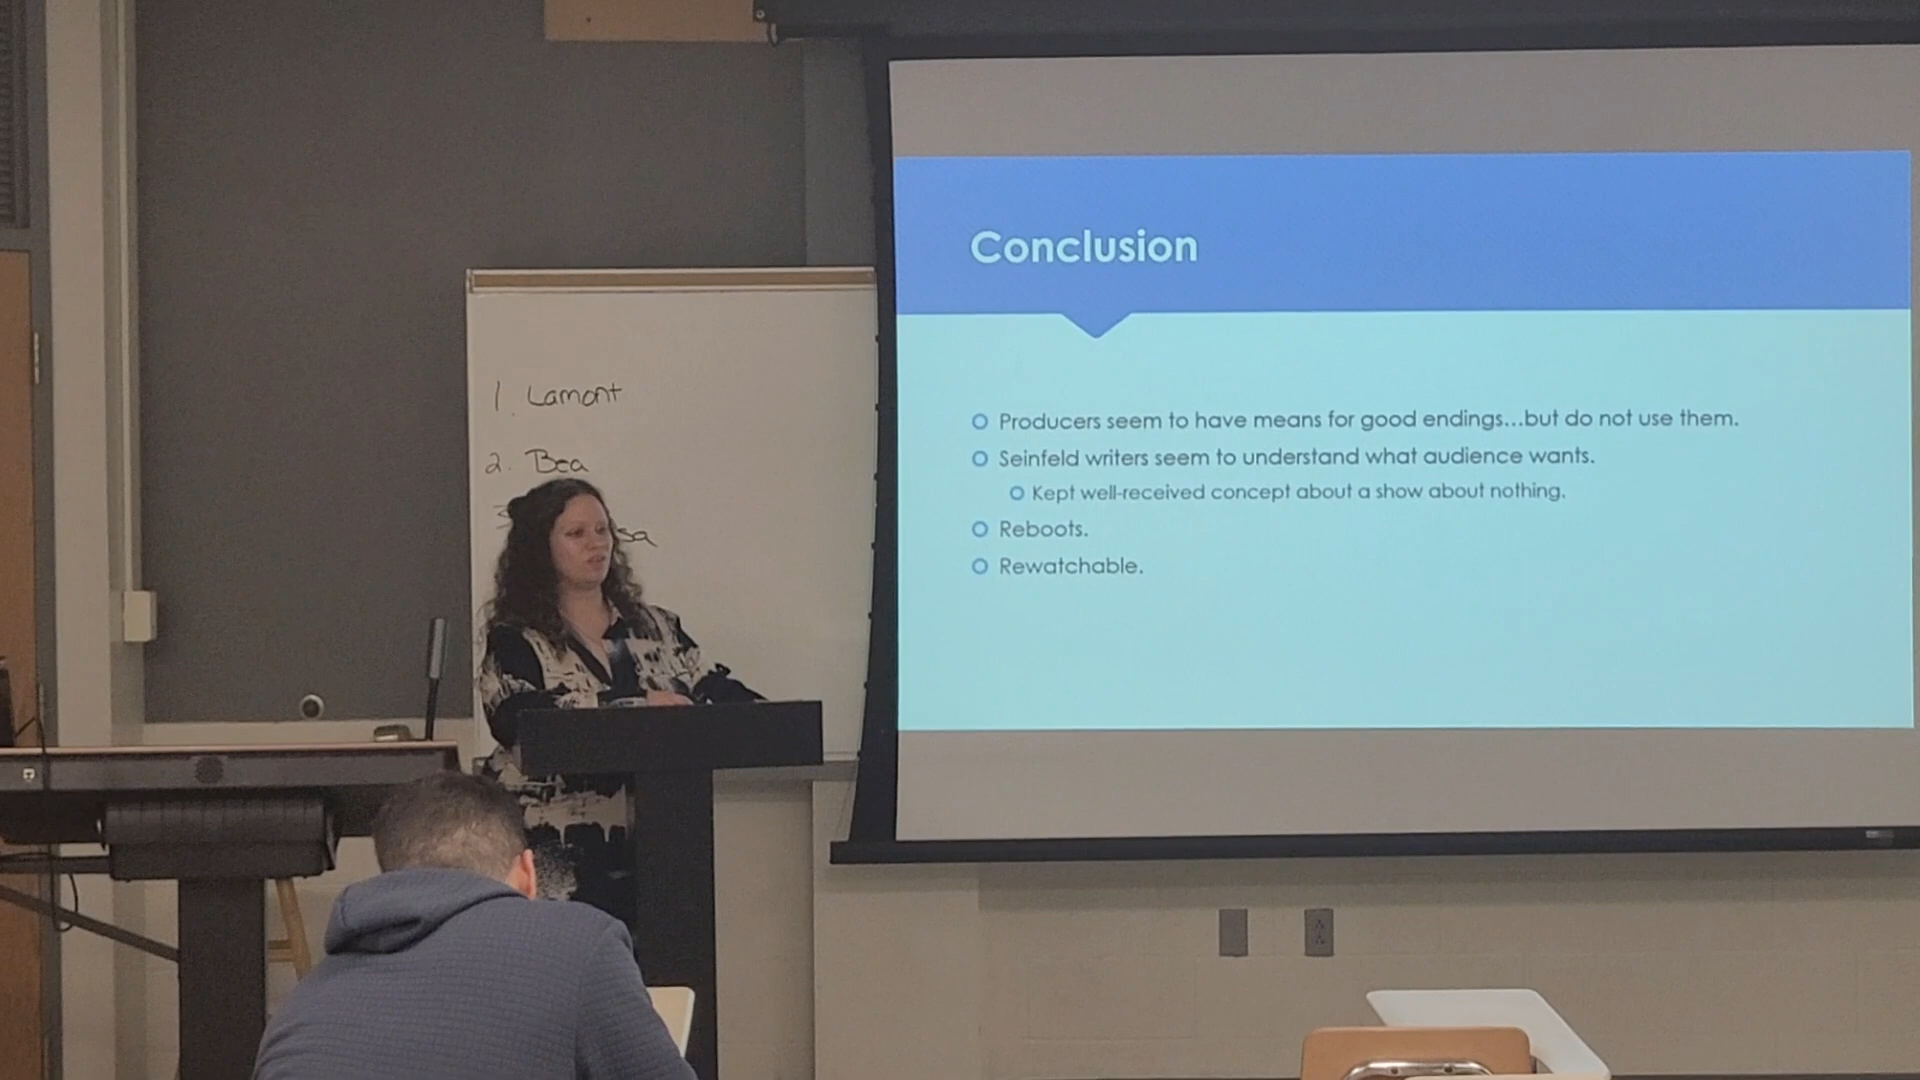 1. Lamont
2. Bea
Conclusion
Producers seem to have means for good endings...but do not use them.
Seinfeld writers seem to understand what audience wants.
Kept well-received concept about a show about nothing.
Reboots.
Rewatchable.